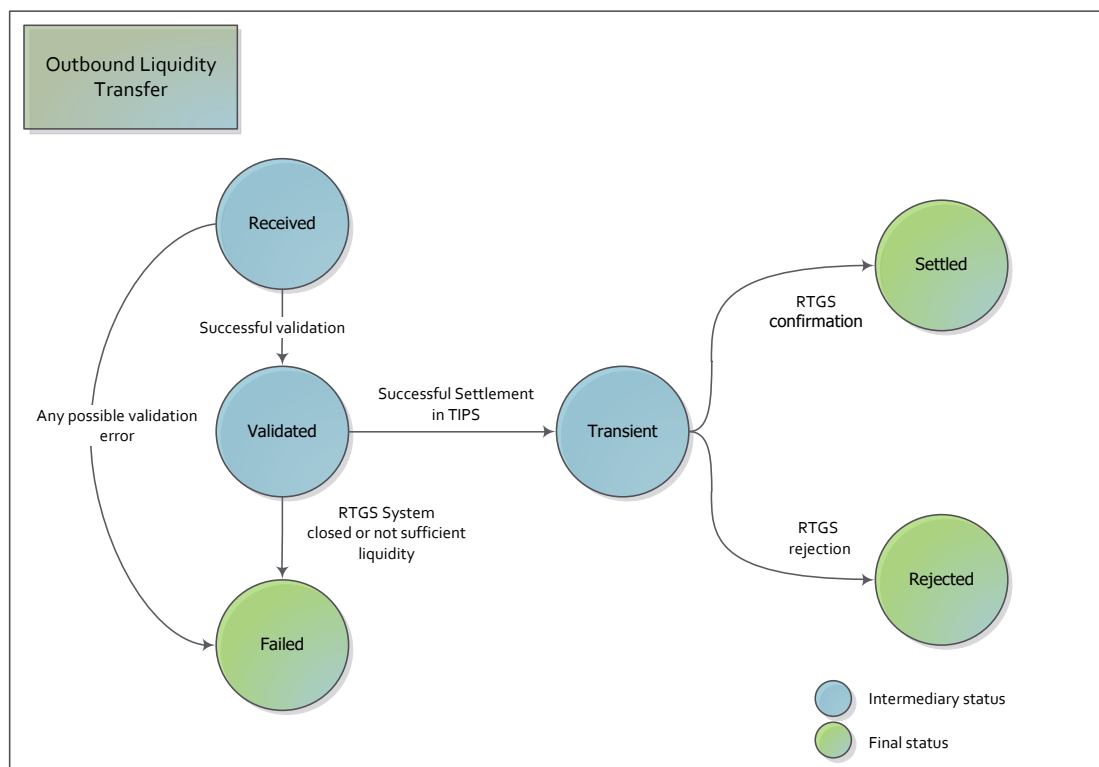 Outbound Liquidity
Transfer
Received
Successful validation
Any possible validation
error
Validated
Successful Settlement
in TIPS
Transient
RTGS
confirmation
Settled
RTGS System
closed or not sufficient
liquidity
Failed
RTGS
rejection
Rejected
Intermediary status
Final status